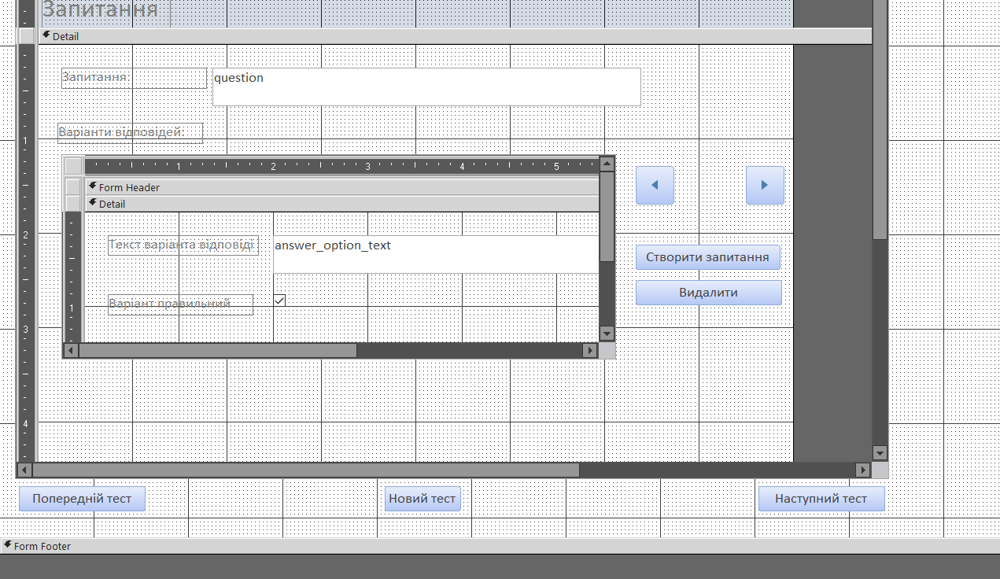 Запитання
Detail
Запитання:
question
Варіанти відповідей:
1 2 3 4 5
Form Header
Detail
Текст варіанта відповіді
answer_option_text
Варіант правильний
1
Створити запитання
Видалити
1
2
3
4
Попередній тест
Новий тест
Наступний тест
Form Footer